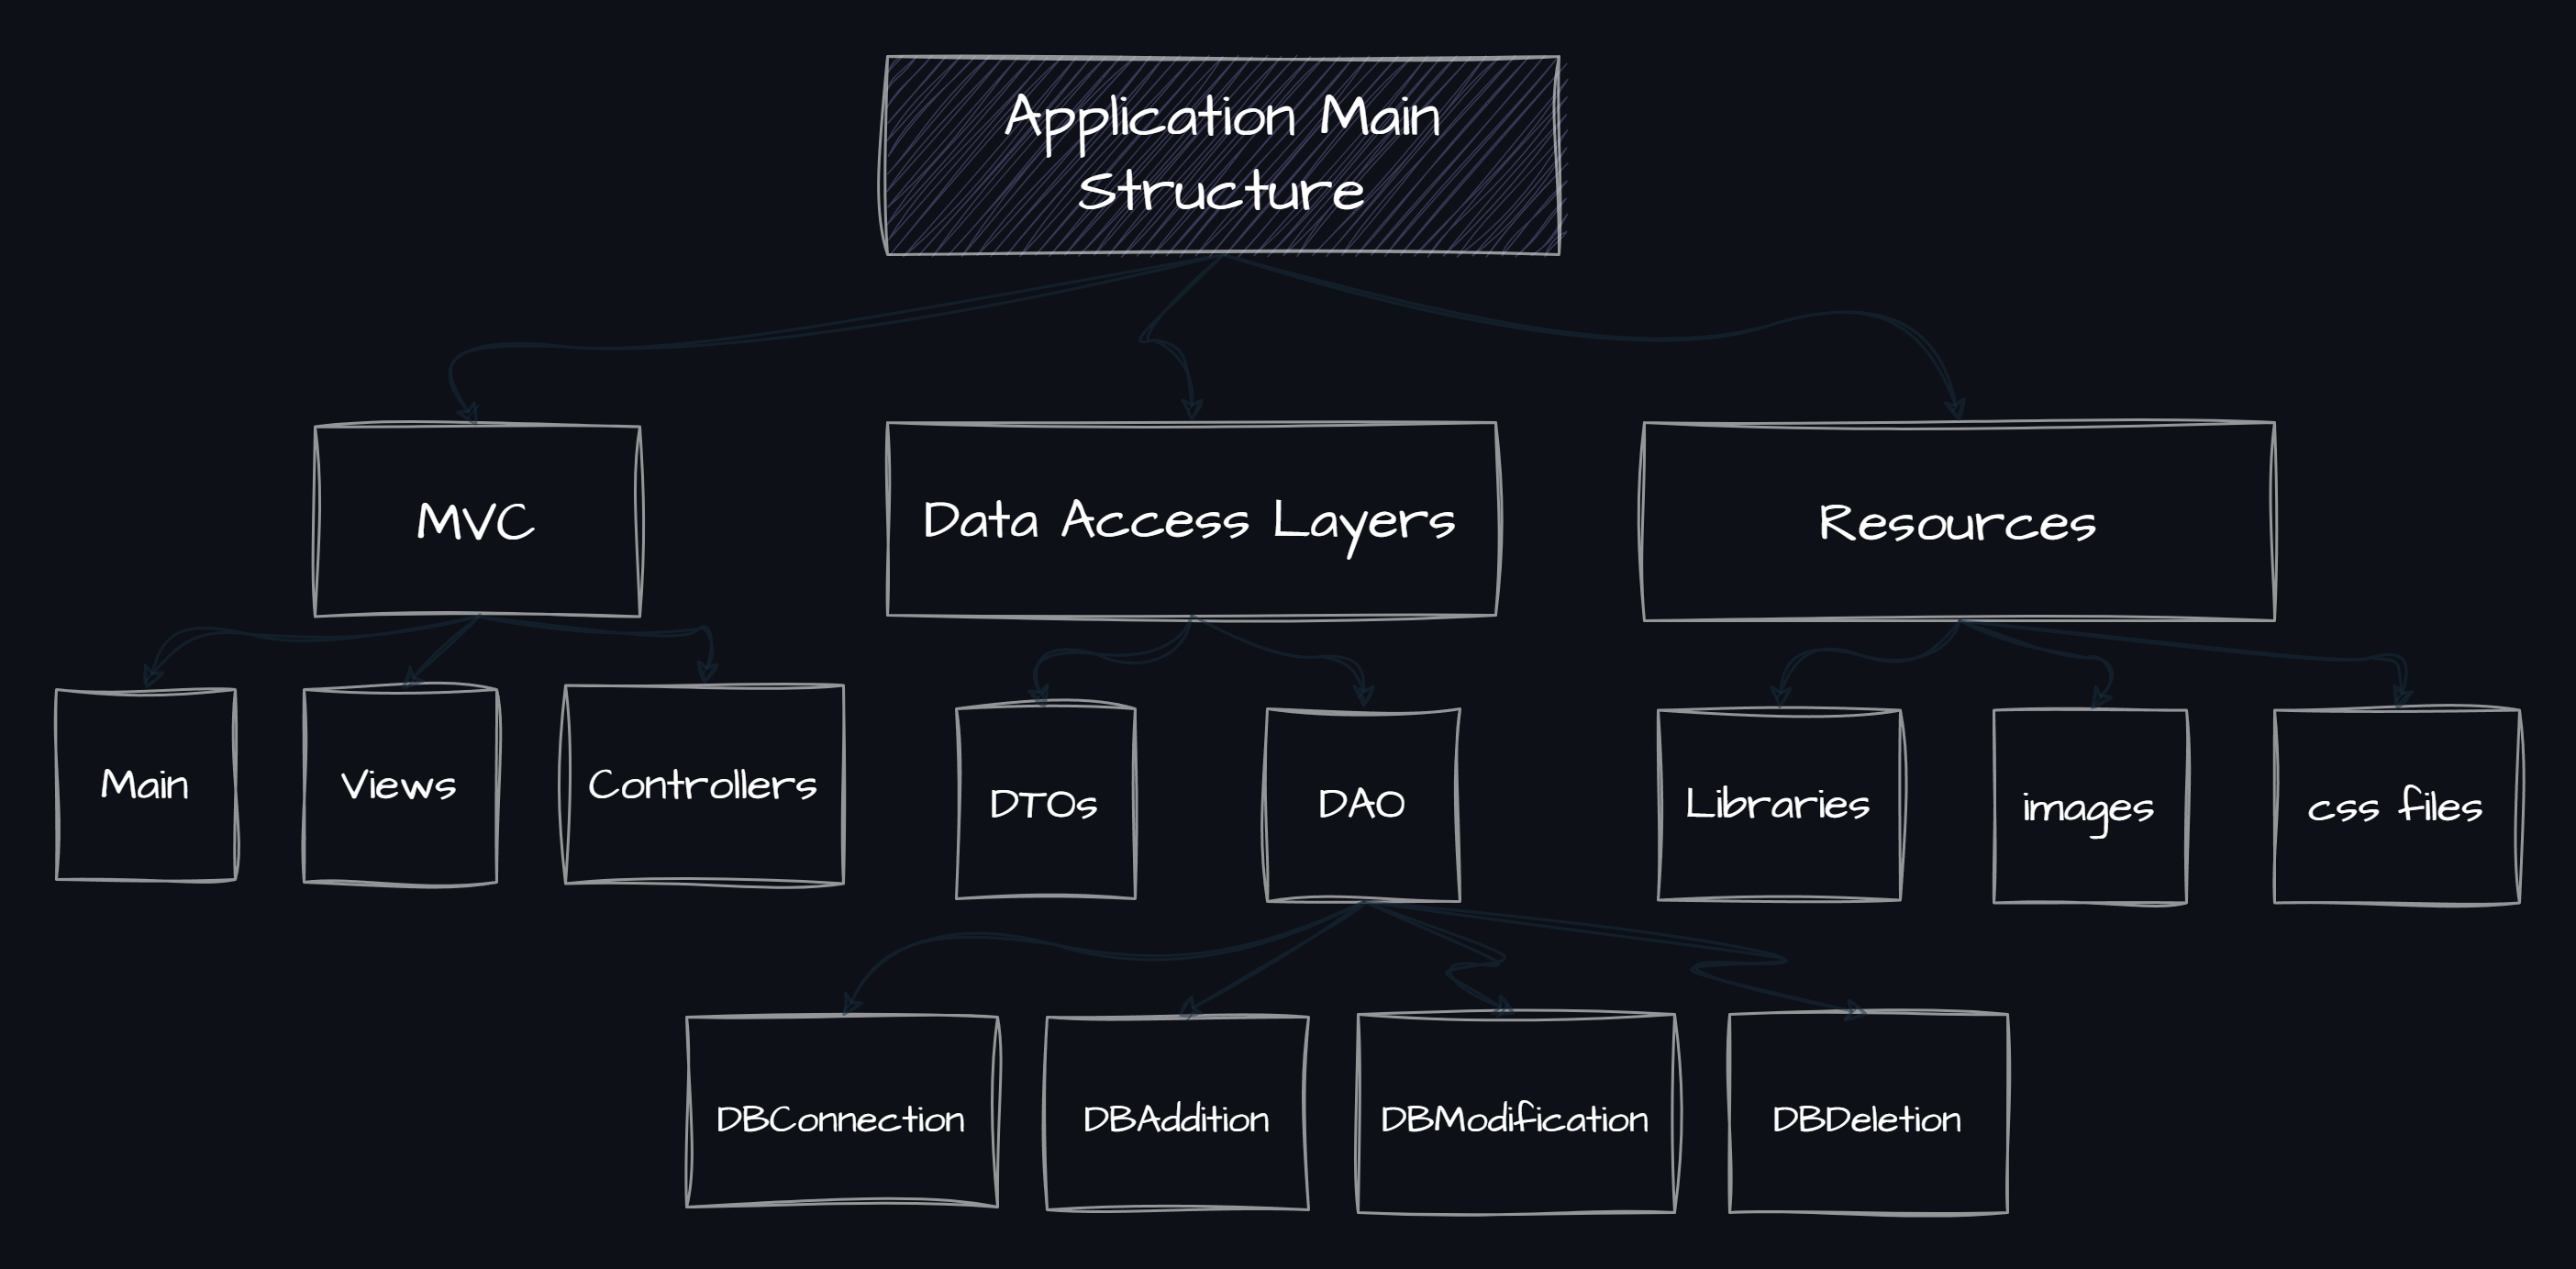 Application Main
Structure
MVC
Data Access Layers
Resources
Main
Views
Controllers
DTOs
DAO
Libraries
images
css files
DBConnection
DBAddition
DBModification
DBDeletion